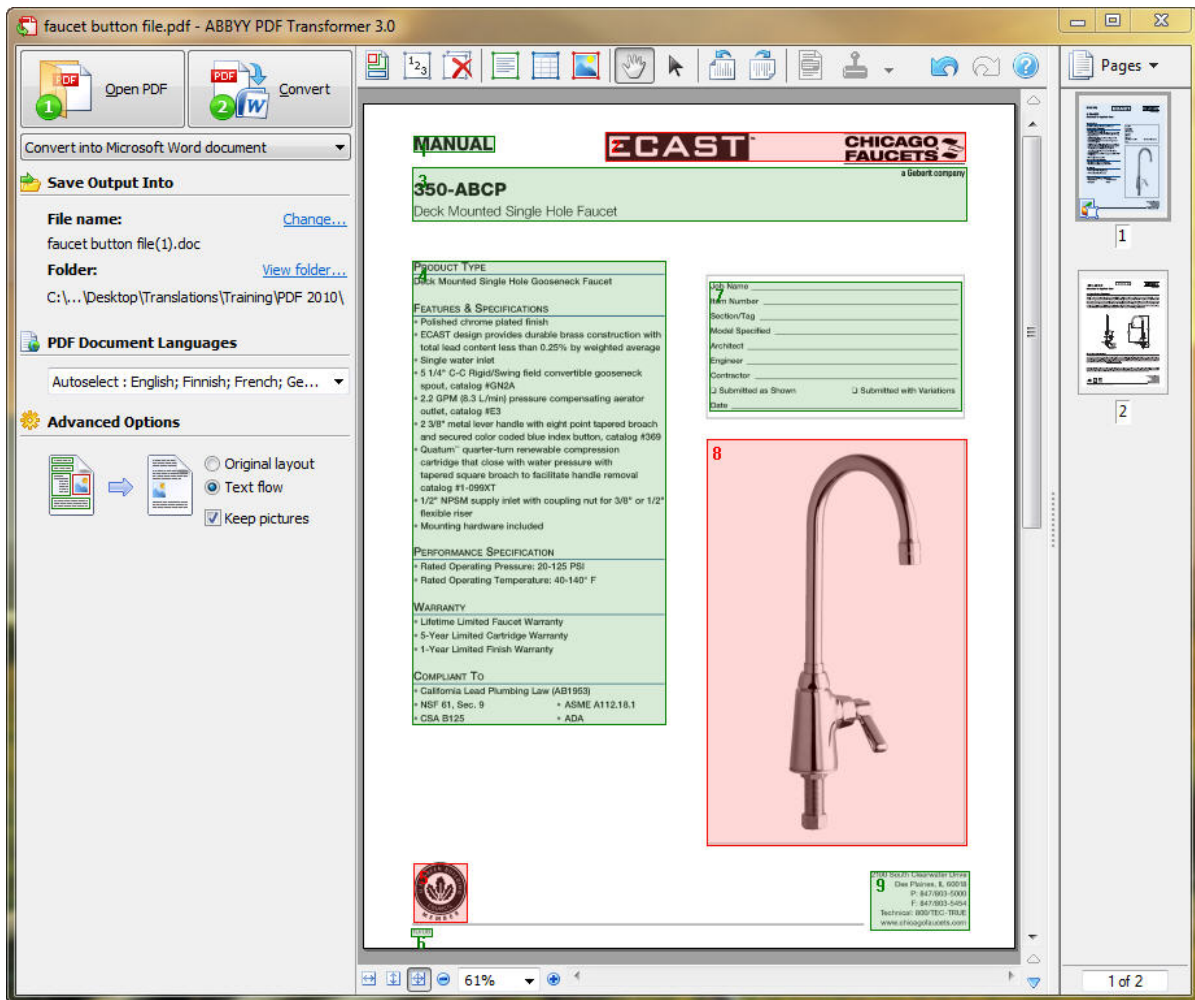 faucet button file.pdf - ABBYY PDF Transformer 3.0
PDF
1
Open PDF
PDF
2
W
Convert
Convert into Microsoft Word document
Save Output Into
File name:
Change...
faucet button file(1).doc
Folder:
View folder...
C:\...\Desktop\Translations\Training\PDF 2010\
PDF Document Languages
Autoselect : English; Finnish; French; Ge...
Advanced Options
Original layout
Text flow
Keep pictures
Pages
1
2
1 of 2
61%
MANUAL
ECAST™
CHICAGO
FAUCETS
a Geberit company
3
350-ABCP
Deck Mounted Single Hole Faucet
4
PRODUCT TYPE
Deck Mounted Single Hole Gooseneck Faucet
FEATURES & SPECIFICATIONS
• Polished chrome plated finish
• ECAST design provides durable brass construction with
total lead content less than 0.25% by weighted average
• Single water inlet
• 5 1/4" C-C Rigid/Swing field convertible gooseneck
spout, catalog #GN2A
• 2.2 GPM (8.3 L/min) pressure compensating aerator
outlet, catalog #E3
• 2 3/8" metal lever handle with eight point tapered broach
and secured color coded blue index button, catalog #369
• Quatum™ quarter-turn renewable compression
cartridge that close with water pressure with
tapered square broach to facilitate handle removal
catalog #1-099XT
• 1/2" NPSM supply inlet with coupling nut for 3/8" or 1/2"
flexible riser
• Mounting hardware included
PERFORMANCE SPECIFICATION
• Rated Operating Pressure: 20-125 PSI
• Rated Operating Temperature: 40-140° F
WARRANTY
• Lifetime Limited Faucet Warranty
• 5-Year Limited Cartridge Warranty
• 1-Year Limited Finish Warranty
COMPLIANT TO
• California Lead Plumbing Law (AB1953)
• NSF 61, Sec. 9 • ASME A112.18.1
• CSA B125 • ADA
7
Job Name
Item Number
Section/Tag
Model Specified
Architect
Engineer
Contractor
❑ Submitted as Shown ❑ Submitted with Variations
Date
8
MEMBER
6
9
2100 South Clearwater Drive
Des Plaines, IL 60018
P: 847/803-5000
F: 847/803-5454
Technical: 800/TEC-TRUE
www.chicagofaucets.com